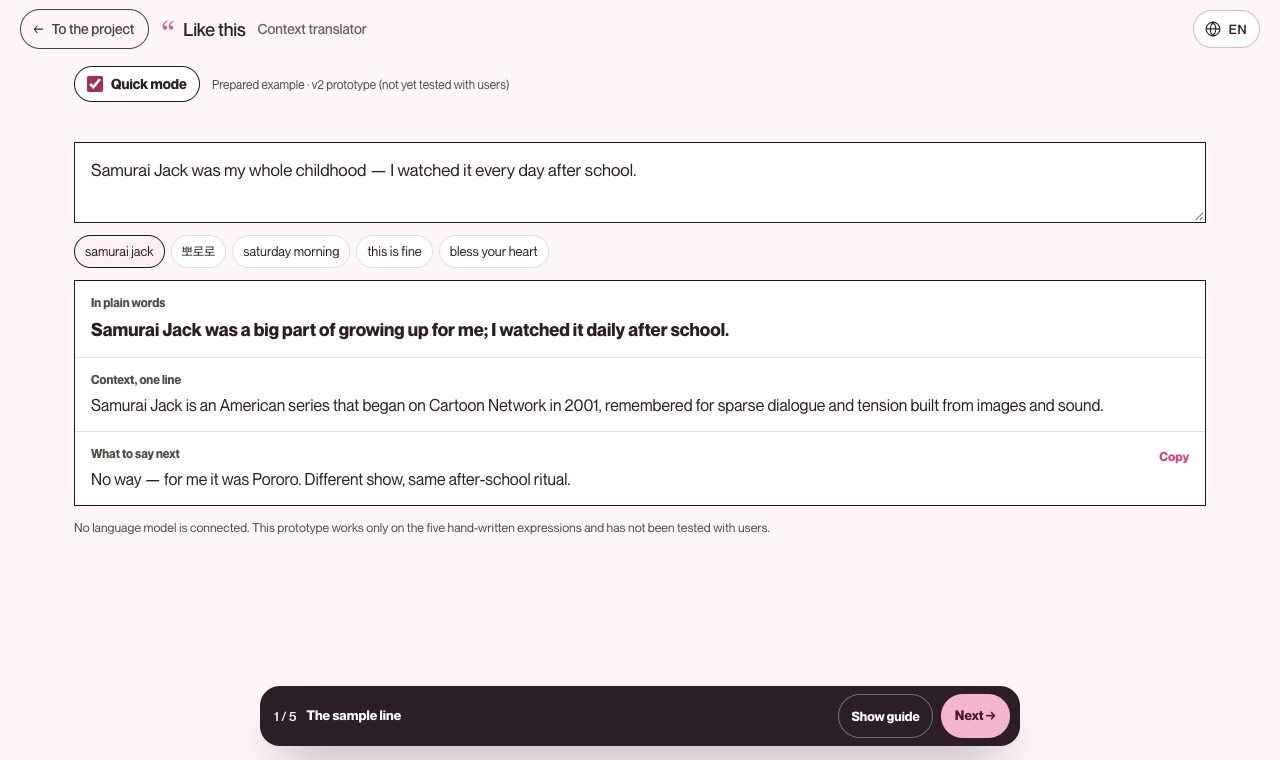 ← To the project
“ Like this
Context translator
EN
Quick mode
Prepared example · v2 prototype (not yet tested with users)
Samurai Jack was my whole childhood — I watched it every day after school.
samurai jack
뽀로로
saturday morning
this is fine
bless your heart
In plain words
Samurai Jack was a big part of growing up for me; I watched it daily after school.
Context, one line
Samurai Jack is an American series that began on Cartoon Network in 2001, remembered for sparse dialogue and tension built from images and sound.
What to say next
Copy
No way — for me it was Pororo. Different show, same after-school ritual.
No language model is connected. This prototype works only on the five hand-written expressions and has not been tested with users.
1 / 5 The sample line
Show guide
Next →